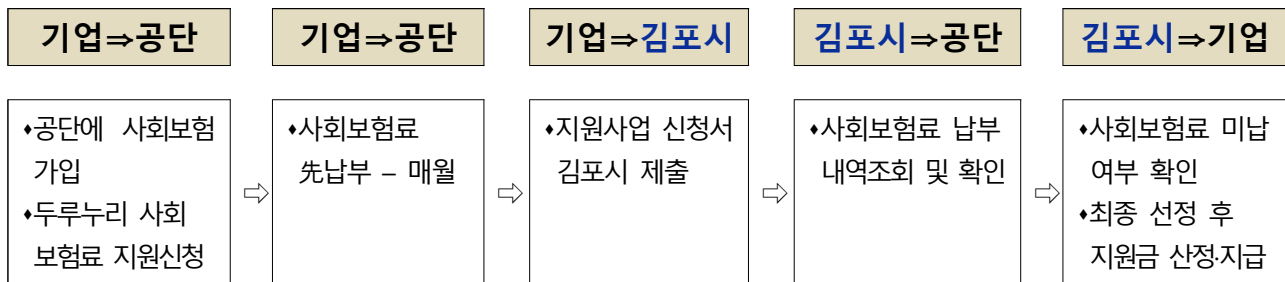 기업⇒공단
기업⇒공단
기업⇒김포시
김포시⇒공단
김포시⇒기업
♦공단에 사회보험
가입
♦두루누리 사회
보험료 지원신청
⇨
♦사회보험료
先납부 – 매월
⇨
♦지원사업 신청서
김포시 제출
⇨
♦사회보험료 납부
내역조회 및 확인
⇨
♦사회보험료 미납
여부 확인
♦최종 선정 후
지원금 산정·지급